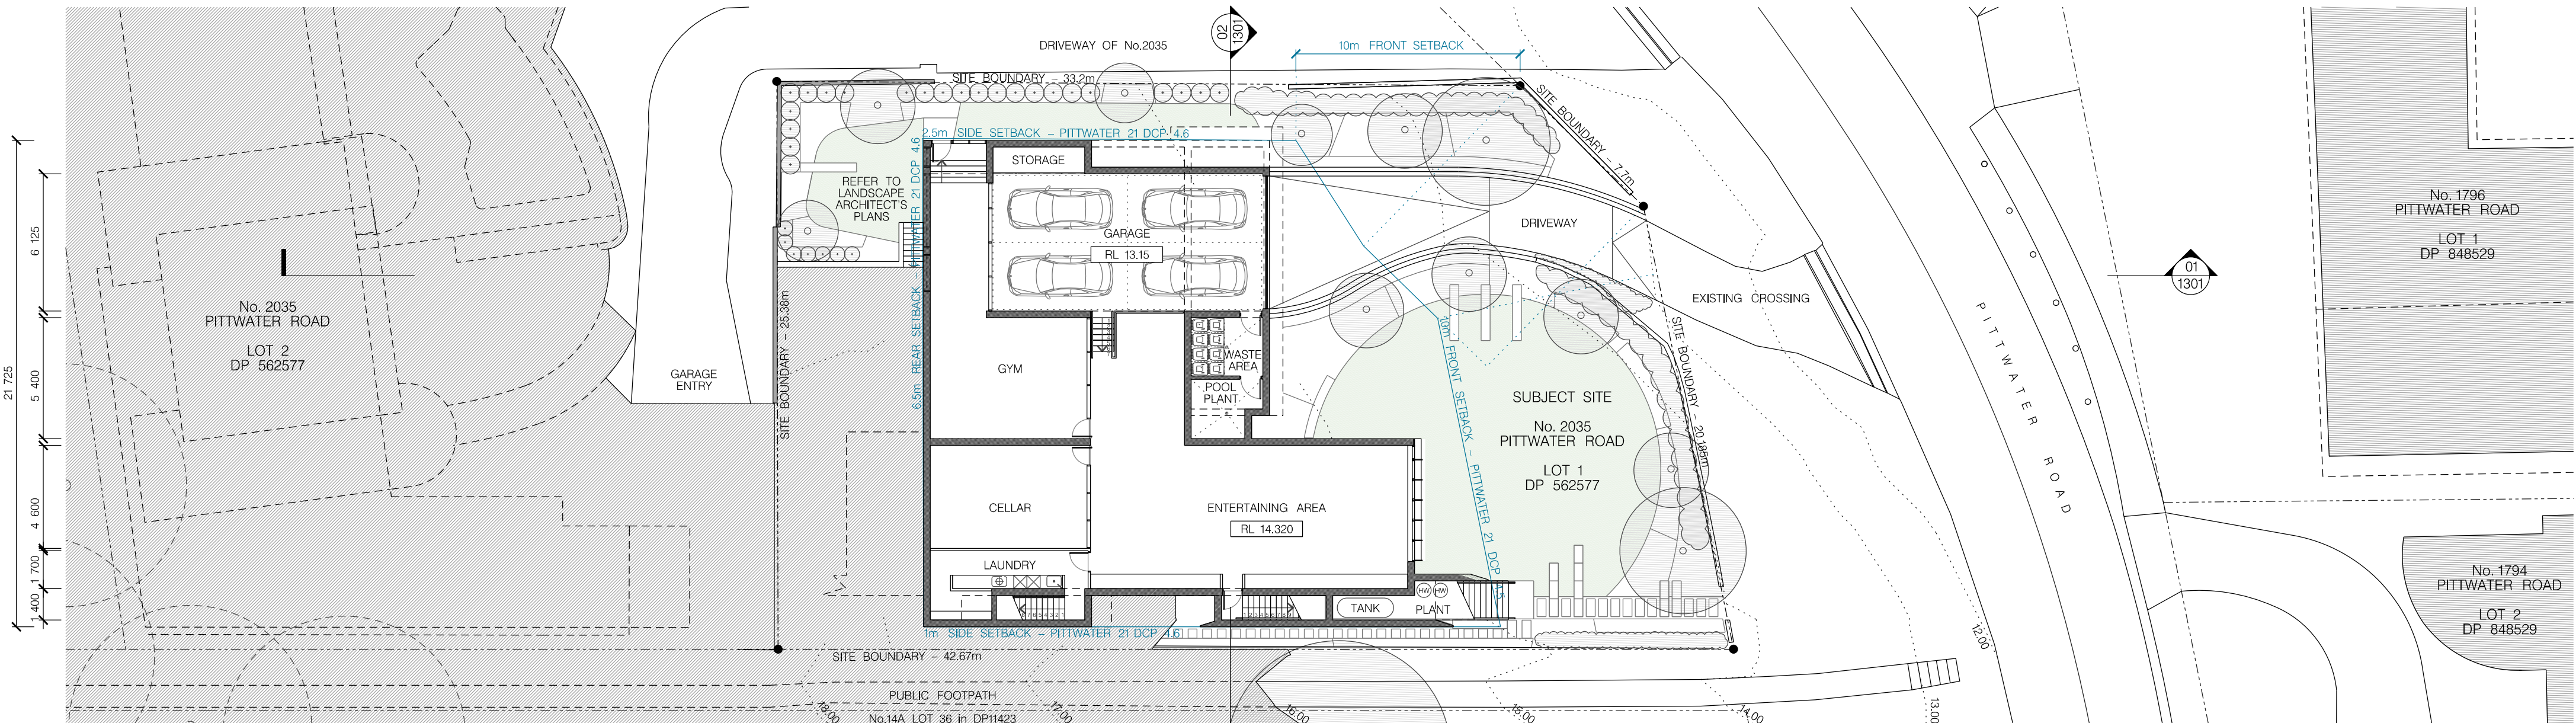 DRIVEWAY OF No.2035
02
1301
10m FRONT SETBACK
SITE BOUNDARY - 33.2m
SITE BOUNDARY - 7.7m
2.5m SIDE SETBACK - PITTWATER 21 DCP 4.6
STORAGE
REFER TO
LANDSCAPE
ARCHITECT'S
PLANS
6.5m REAR SETBACK - PITTWATER 21 DCP 4.6
GARAGE
RL 13.15
DRIVEWAY
EXISTING CROSSING
No. 2035
PITTWATER ROAD
LOT 2
DP 562577
GARAGE
ENTRY
SITE BOUNDARY - 25.38m
GYM
WASTE
AREA
POOL
PLANT
10m FRONT SETBACK - PITTWATER 21 DCP 4.5
SITE BOUNDARY - 20.185m
SUBJECT SITE
No. 2035
PITTWATER ROAD
LOT 1
DP 562577
CELLAR
ENTERTAINING AREA
RL 14.320
LAUNDRY
HW
HW
TANK
PLANT
1m SIDE SETBACK - PITTWATER 21 DCP 4.6
SITE BOUNDARY - 42.67m
PUBLIC FOOTPATH
No.14A LOT 36 in DP11423
18.00
17.00
16.00
15.00
14.00
13.00
12.00
PITTWATER ROAD
01
1301
No. 1796
PITTWATER ROAD
LOT 1
DP 848529
No. 1794
PITTWATER ROAD
LOT 2
DP 848529
21 725
6 125
5 400
4 600
1 700
1 400